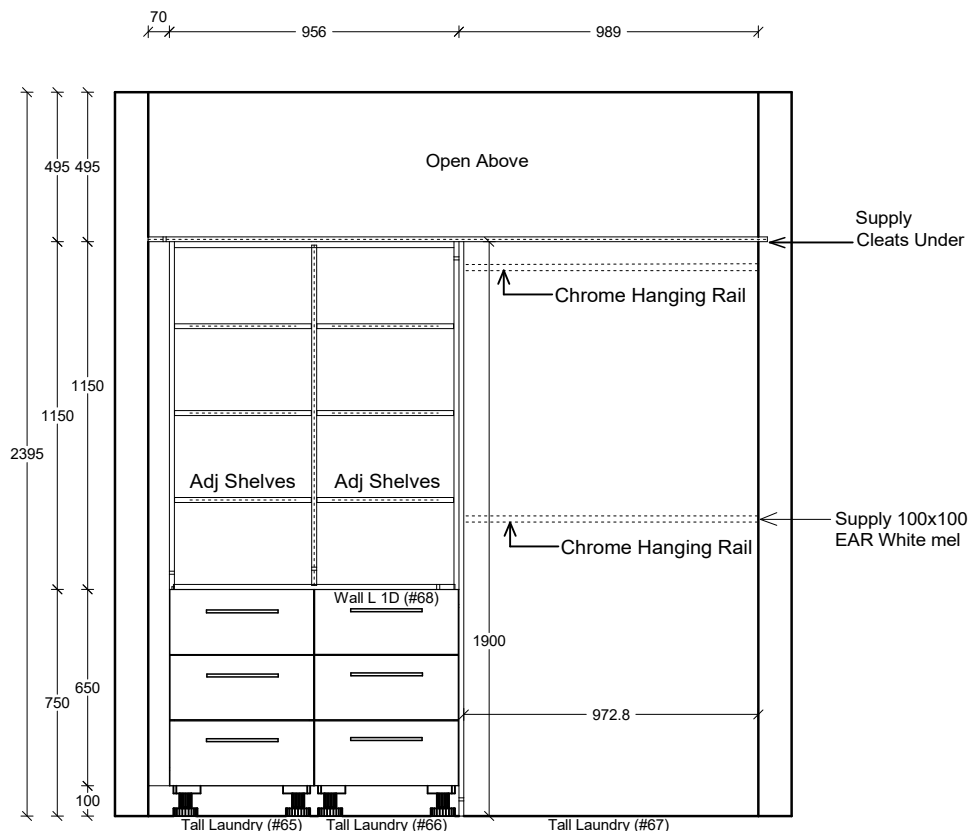 70
956
989
495
495
Open Above
Supply
Cleats Under
Chrome Hanging Rail
1150
1150
2395
Adj Shelves
Adj Shelves
Supply 100x100
EAR White mel
Chrome Hanging Rail
Wall L 1D (#68)
1900
650
750
972.8
100
Tall Laundry (#65)
Tall Laundry (#66)
Tall Laundry (#67)